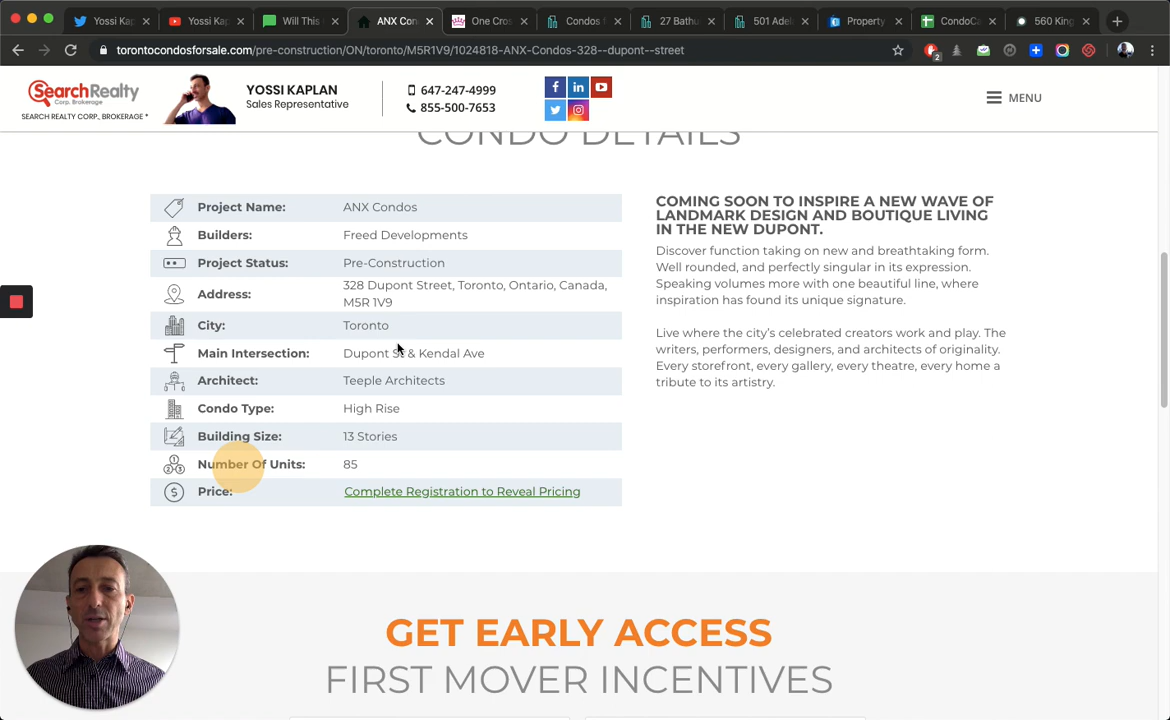 Yossi Kap
Yossi Kap
Will This
ANX Con
One Cros
Condos
27 Bathu
501 Adel
Property
CondoCa
560 King
torontocondosforsale.com/pre-construction/ON/toronto/M5R1V9/1024818-ANX-Condos-328--dupont--street
2
SearchRealty
Corp. Brokerage
SEARCH REALTY CORP., BROKERAGE *
YOSSI KAPLAN
Sales Representative
647-247-4999
855-500-7653
MENU
CONDO DETAILS
Project Name: ANX Condos
Builders: Freed Developments
Project Status: Pre-Construction
Address: 328 Dupont Street, Toronto, Ontario, Canada,
M5R 1V9
City: Toronto
Main Intersection: Dupont St & Kendal Ave
Architect: Teeple Architects
Condo Type: High Rise
Building Size: 13 Stories
Number Of Units: 85
Price: Complete Registration to Reveal Pricing
COMING SOON TO INSPIRE A NEW WAVE OF
LANDMARK DESIGN AND BOUTIQUE LIVING
IN THE NEW DUPONT.
Discover function taking on new and breathtaking form.
Well rounded, and perfectly singular in its expression.
Speaking volumes more with one beautiful line, where
inspiration has found its unique signature.
Live where the city's celebrated creators work and play. The
writers, performers, designers, and architects of originality.
Every storefront, every gallery, every theatre, every home a
tribute to its artistry.
GET EARLY ACCESS
FIRST MOVER INCENTIVES